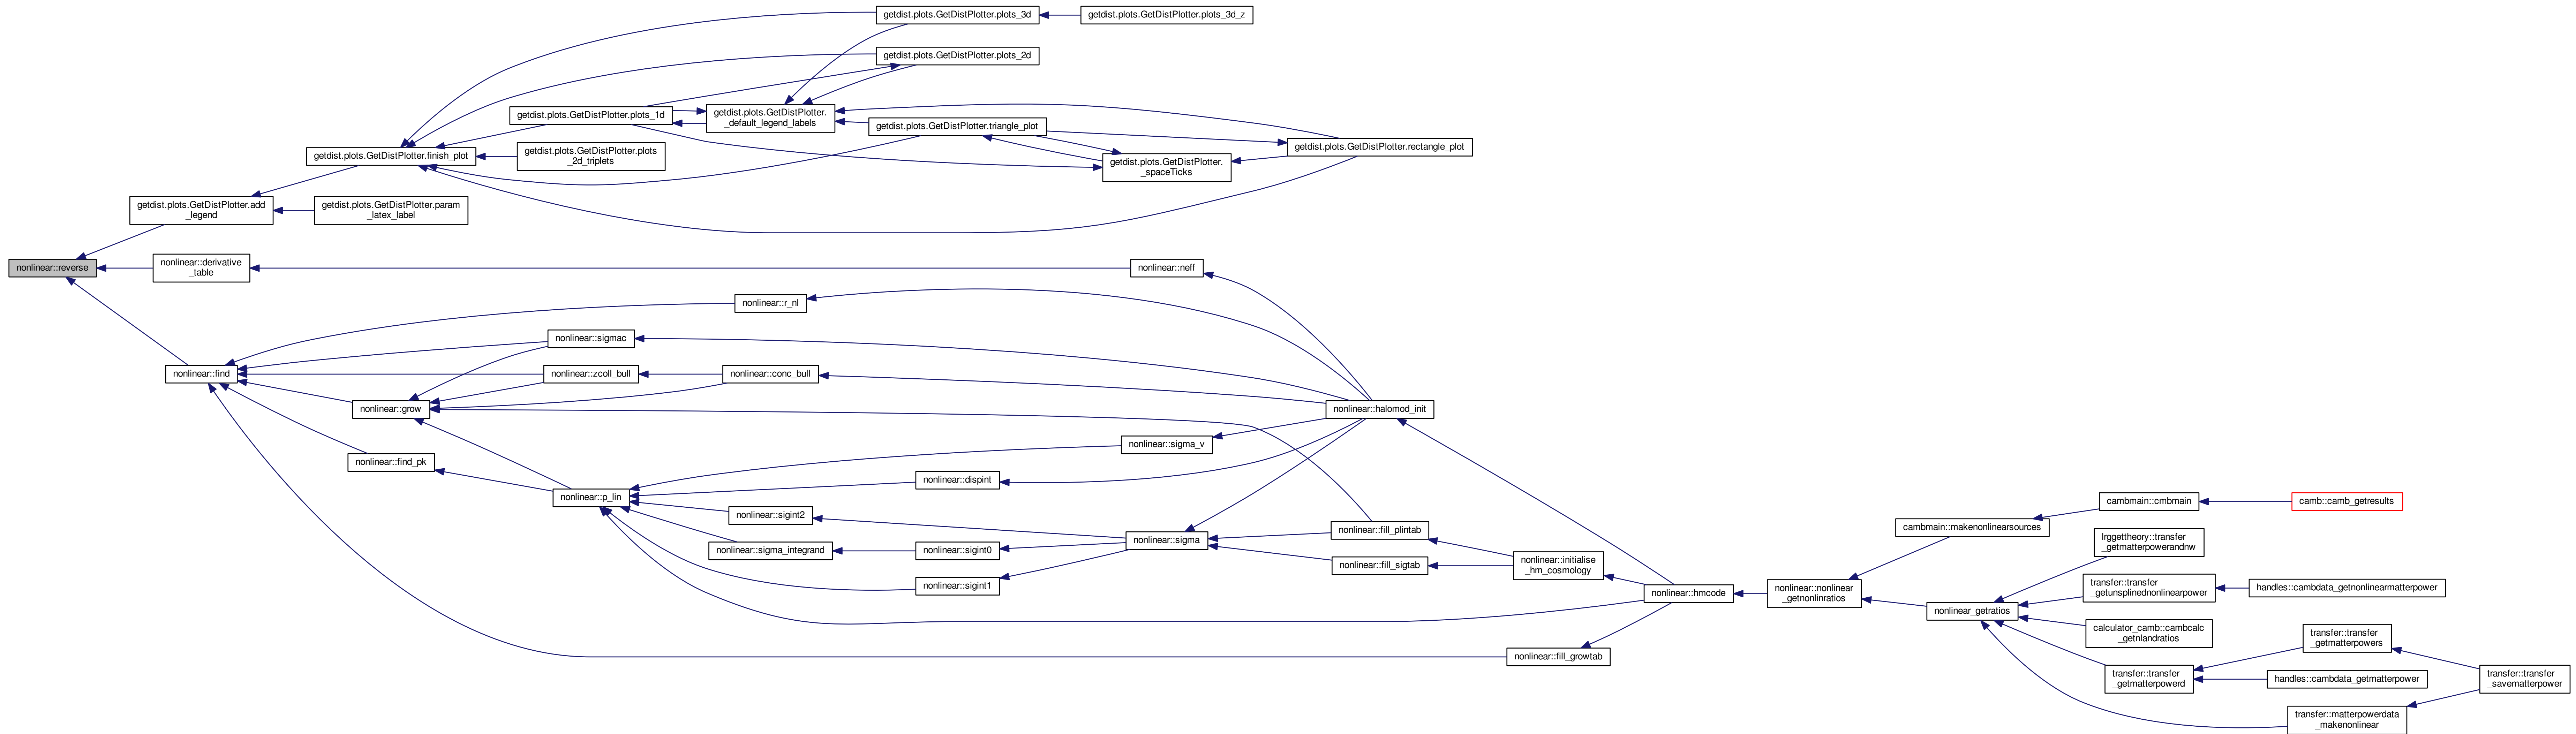 getdist.plots.GetDistPlotter.plots_3d
getdist.plots.GetDistPlotter.plots_3d_z
getdist.plots.GetDistPlotter.plots_2d
getdist.plots.GetDistPlotter.plots_1d
getdist.plots.GetDistPlotter.
_default_legend_labels
getdist.plots.GetDistPlotter.triangle_plot
getdist.plots.GetDistPlotter.rectangle_plot
getdist.plots.GetDistPlotter.finish_plot
getdist.plots.GetDistPlotter.plots
_2d_triplets
getdist.plots.GetDistPlotter.
_spaceTicks
getdist.plots.GetDistPlotter.add
_legend
getdist.plots.GetDistPlotter.param
_latex_label
nonlinear::reverse
nonlinear::derivative
_table
nonlinear::neff
nonlinear::r_nl
nonlinear::sigmac
nonlinear::find
nonlinear::zcoll_bull
nonlinear::conc_bull
nonlinear::grow
nonlinear::halomod_init
nonlinear::sigma_v
nonlinear::find_pk
nonlinear::dispint
nonlinear::p_lin
nonlinear::sigint2
nonlinear::sigma
nonlinear::fill_plintab
nonlinear::sigma_integrand
nonlinear::sigint0
nonlinear::fill_sigtab
nonlinear::initialise
_hm_cosmology
nonlinear::sigint1
nonlinear::hmcode
nonlinear::nonlinear
_getnonlinratios
nonlinear::fill_growtab
cambmain::cmbmain
camb::camb_getresults
cambmain::makenonlinearsources
lrggettheory::transfer
_getmatterpowerandnw
transfer::transfer
_getunsplinednonlinearpower
handles::cambdata_getnonlinearmatterpower
nonlinear_getratios
calculator_camb::cambcalc
_getnlandratios
transfer::transfer
_getmatterpowers
transfer::transfer
_getmatterpowerd
handles::cambdata_getmatterpower
transfer::transfer
_savematterpower
transfer::matterpowerdata
_makenonlinear